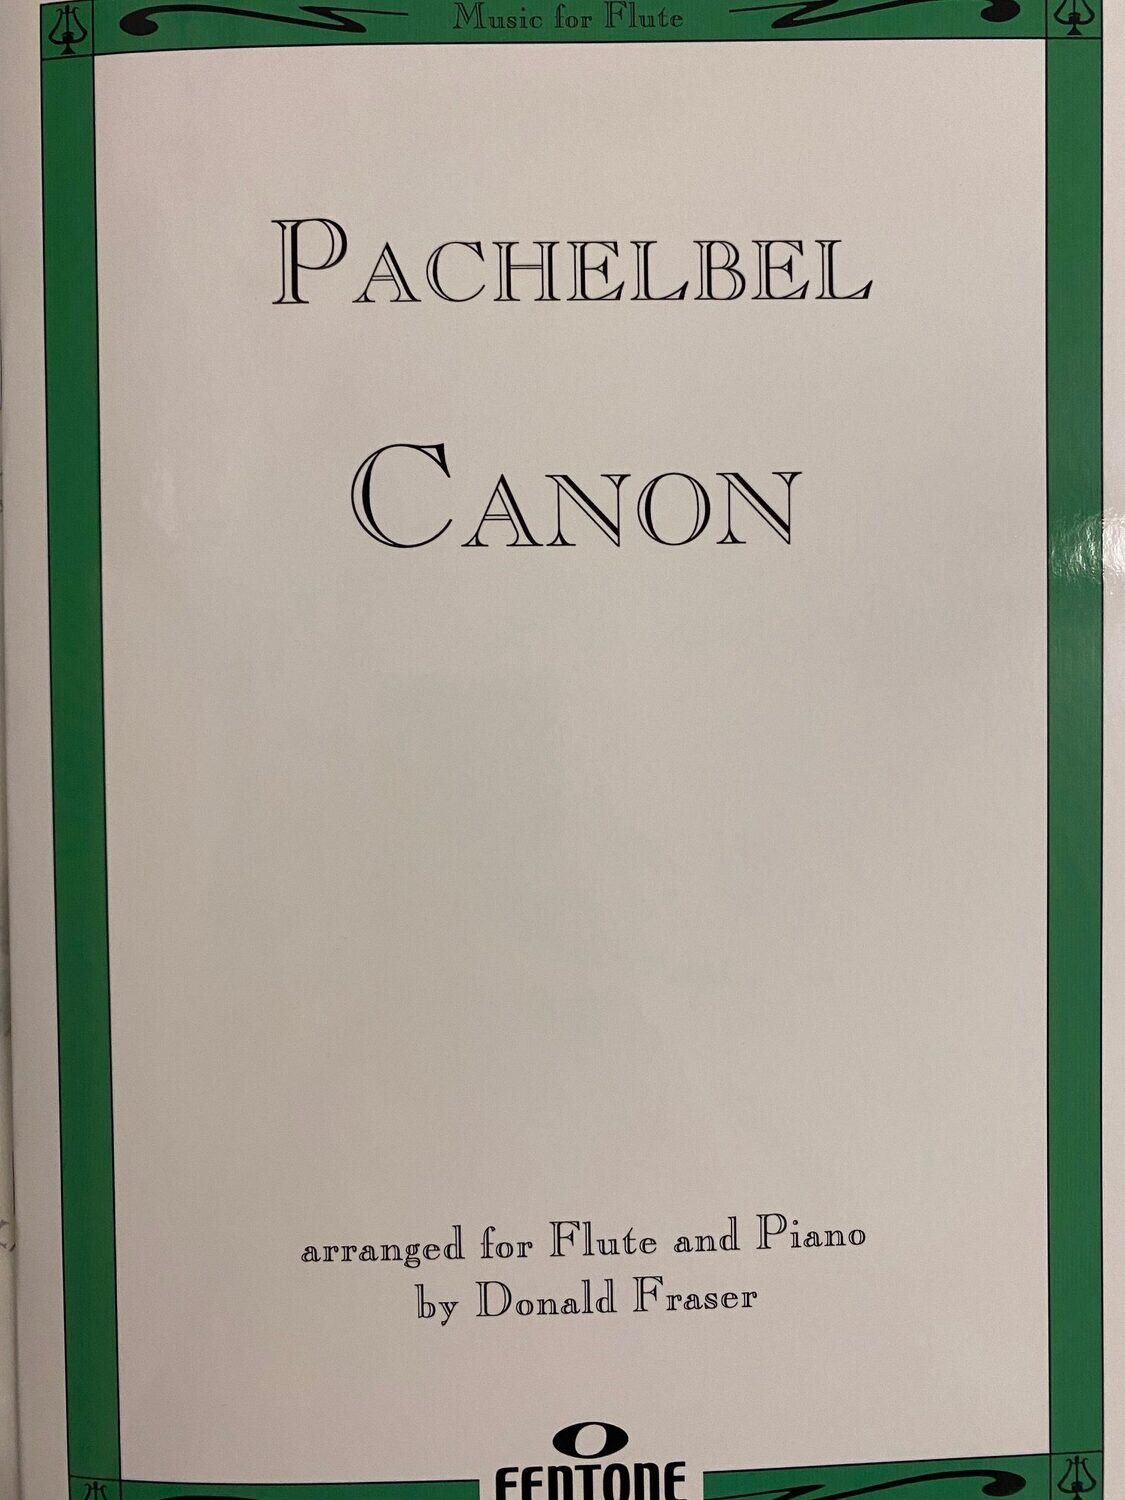 Music for Flute
PACHELBEL
CANON
arranged for Flute and Piano
by Donald Fraser
FENTONE